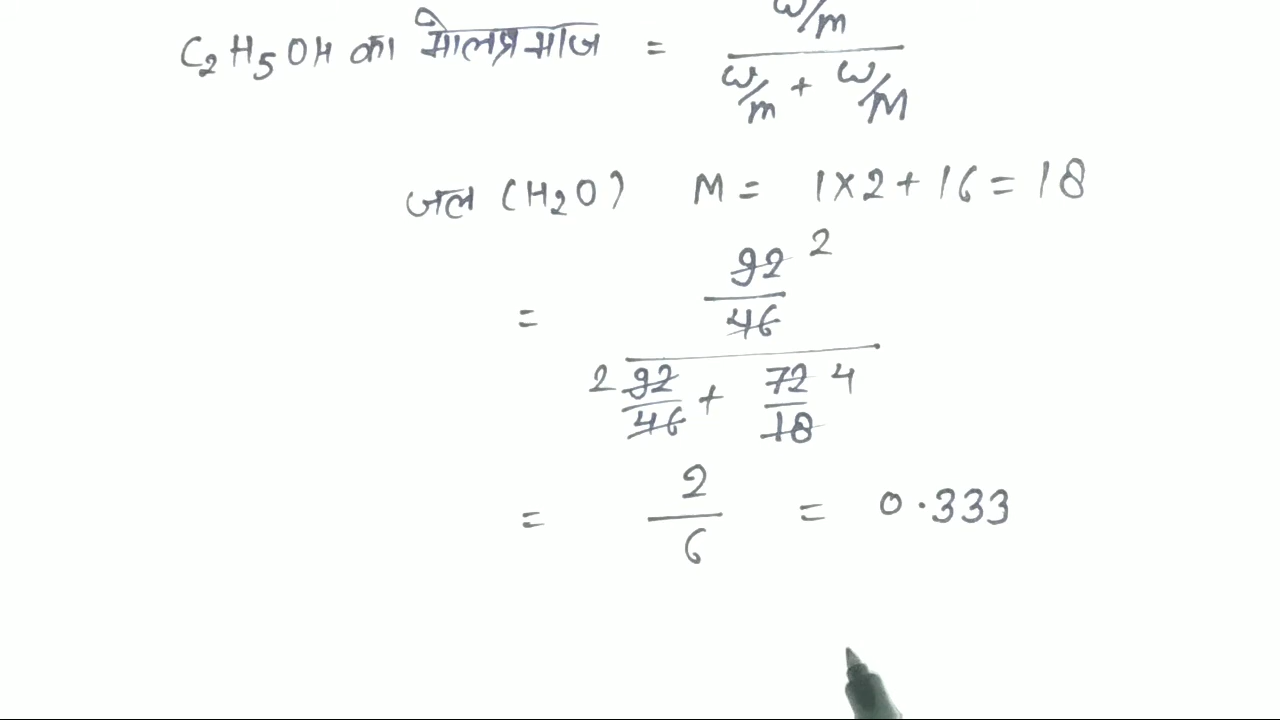 C2H5OH का मोलप्रभाज = w/m
w/m + W/M
जल (H2O) M = 1×2+16=18
92 2
= 46
2 92 + 72 4
46 18
= 2/6 = 0.333